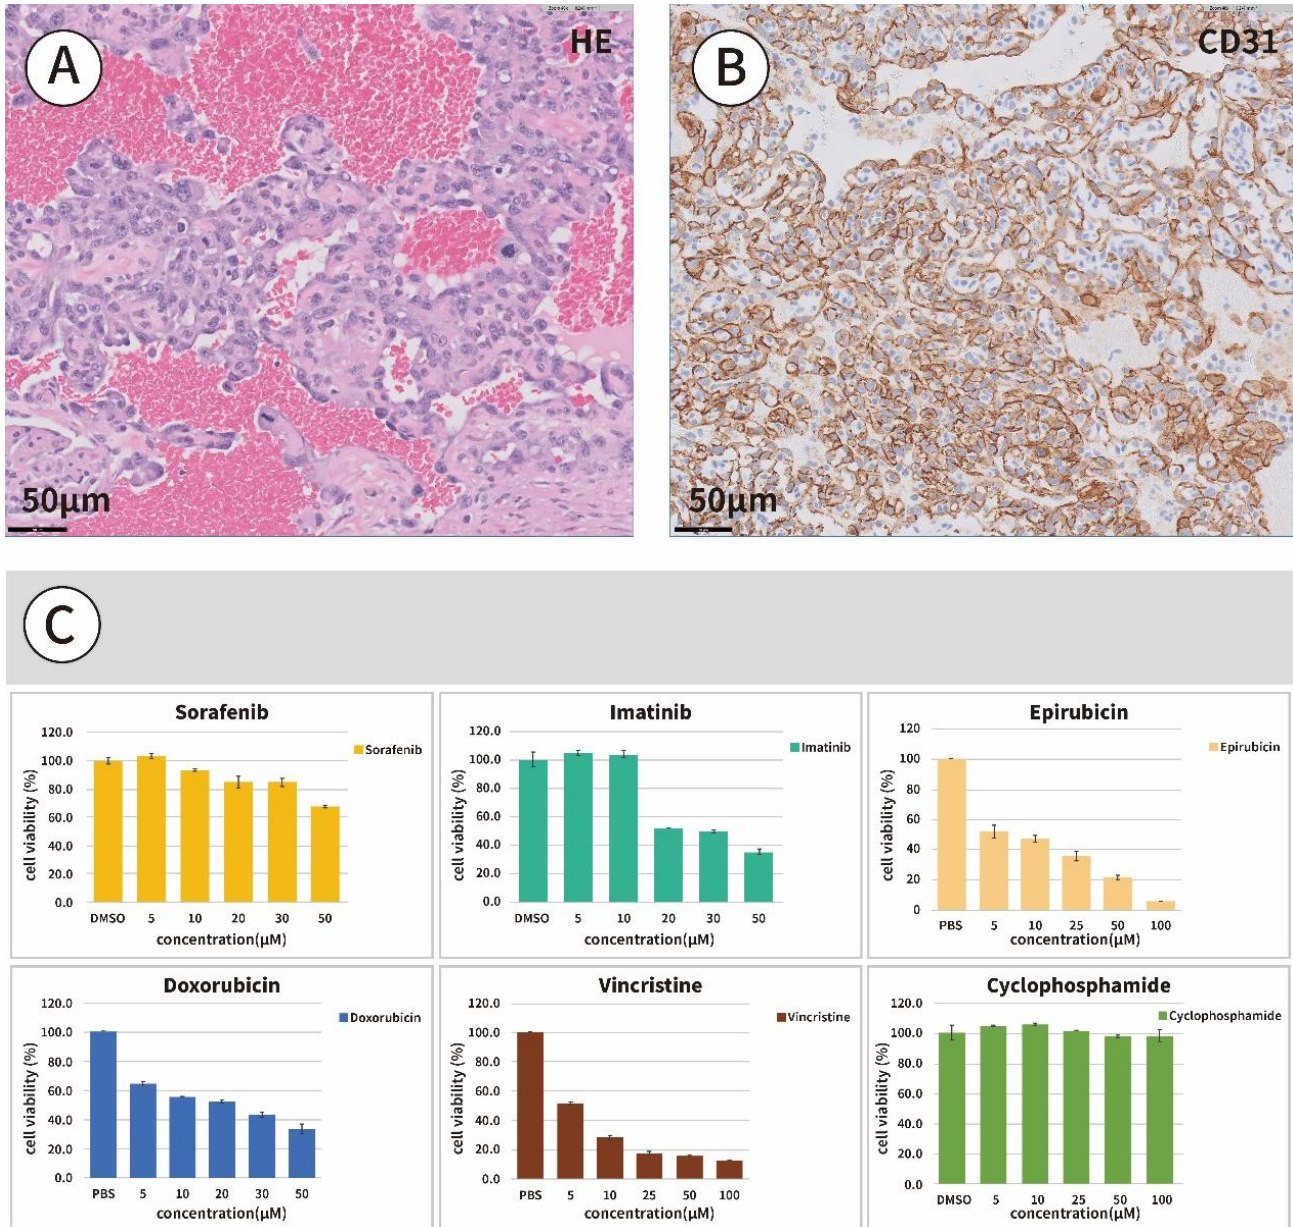 A
HE
50μm
B
CD31
50μm
C
Sorafenib
120.0
100.0
80.0
60.0
40.0
20.0
0.0
cell viability (%)
DMSO 5 10 20 30 50
concentration(μM)
Sorafenib
Imatinib
120.0
100.0
80.0
60.0
40.0
20.0
0.0
cell viability (%)
DMSO 5 10 20 30 50
concentration(μM)
Imatinib
Epirubicin
120
100
80
60
40
20
0
cell viability (%)
PBS 5 10 25 50 100
concentration(μM)
Epirubicin
Doxorubicin
120.0
100.0
80.0
60.0
40.0
20.0
0.0
cell viability (%)
PBS 5 10 20 30 50
concentration(μM)
Doxorubicin
Vincristine
120.0
100.0
80.0
60.0
40.0
20.0
0.0
cell viability (%)
PBS 5 10 25 50 100
concentration(μM)
Vincristine
Cyclophosphamide
120.0
100.0
80.0
60.0
40.0
20.0
0.0
cell viability (%)
DMSO 5 10 25 50 100
concentration(μM)
Cyclophosphamide